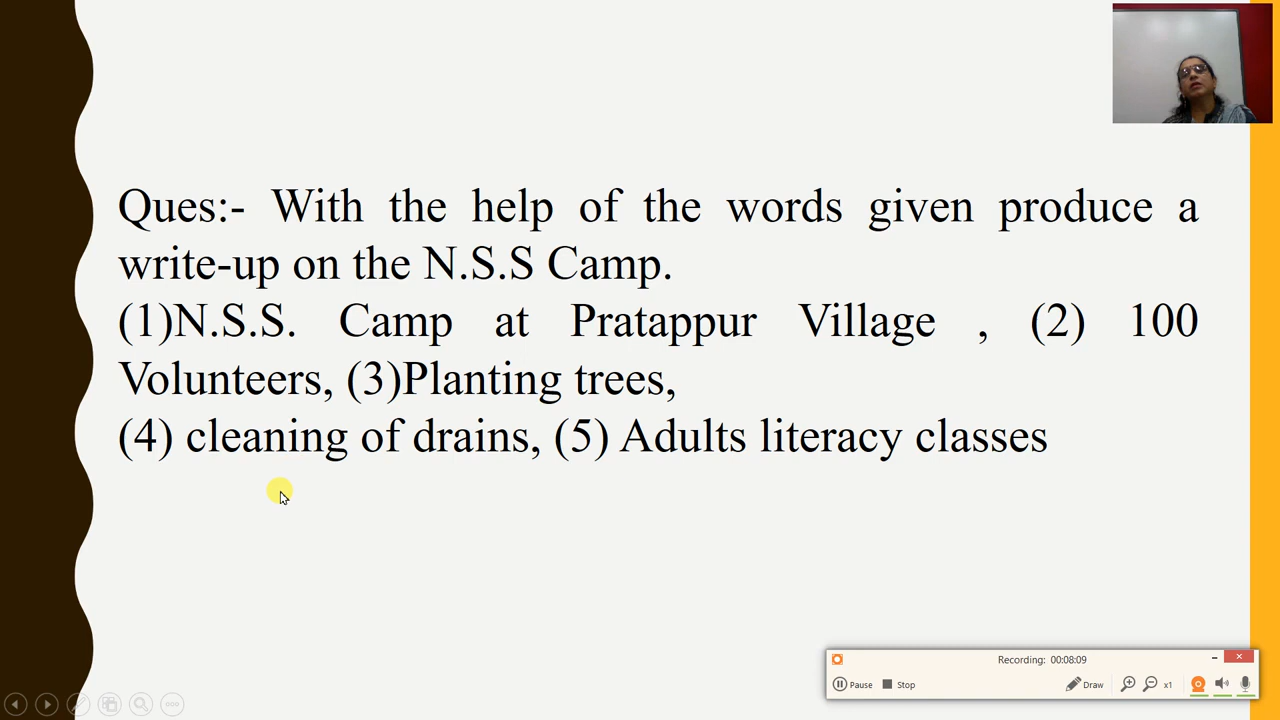 Ques:- With the help of the words given produce a
write-up on the N.S.S Camp.
(1)N.S.S. Camp at Pratappur Village , (2) 100
Volunteers, (3)Planting trees,
(4) cleaning of drains, (5) Adults literacy classes
Recording: 00:08:09
Pause Stop Draw x1